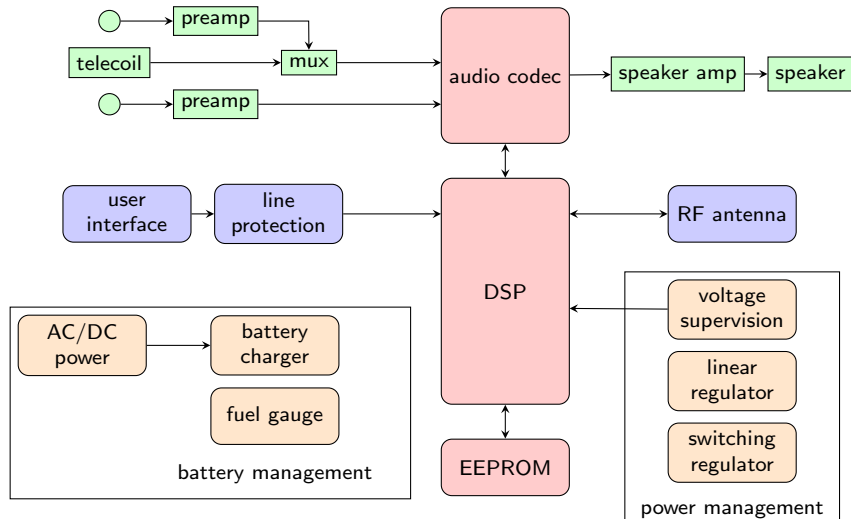 preamp
telecoil
mux
preamp
audio codec
speaker amp
speaker
user
interface
line
protection
DSP
RF antenna
AC/DC
power
battery
charger
fuel gauge
battery management
EEPROM
voltage
supervision
linear
regulator
switching
regulator
power management